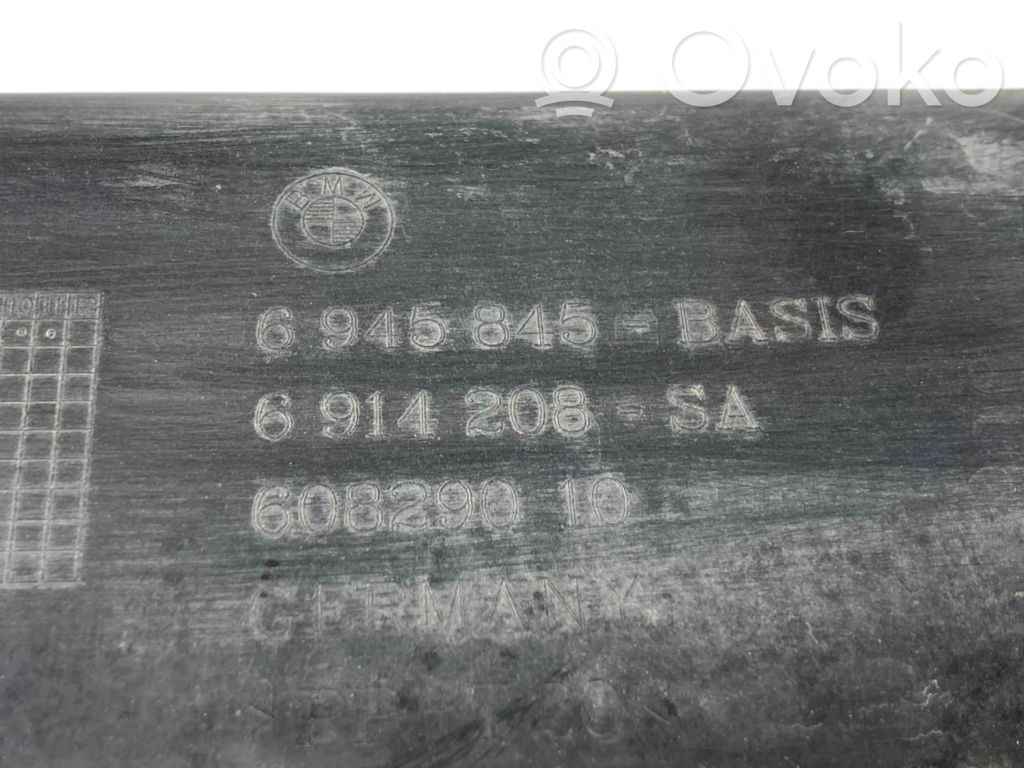 Ovoko
BMW
6 945 845 - BASIS
6 914 208 - SA
608290 10
GERMANY